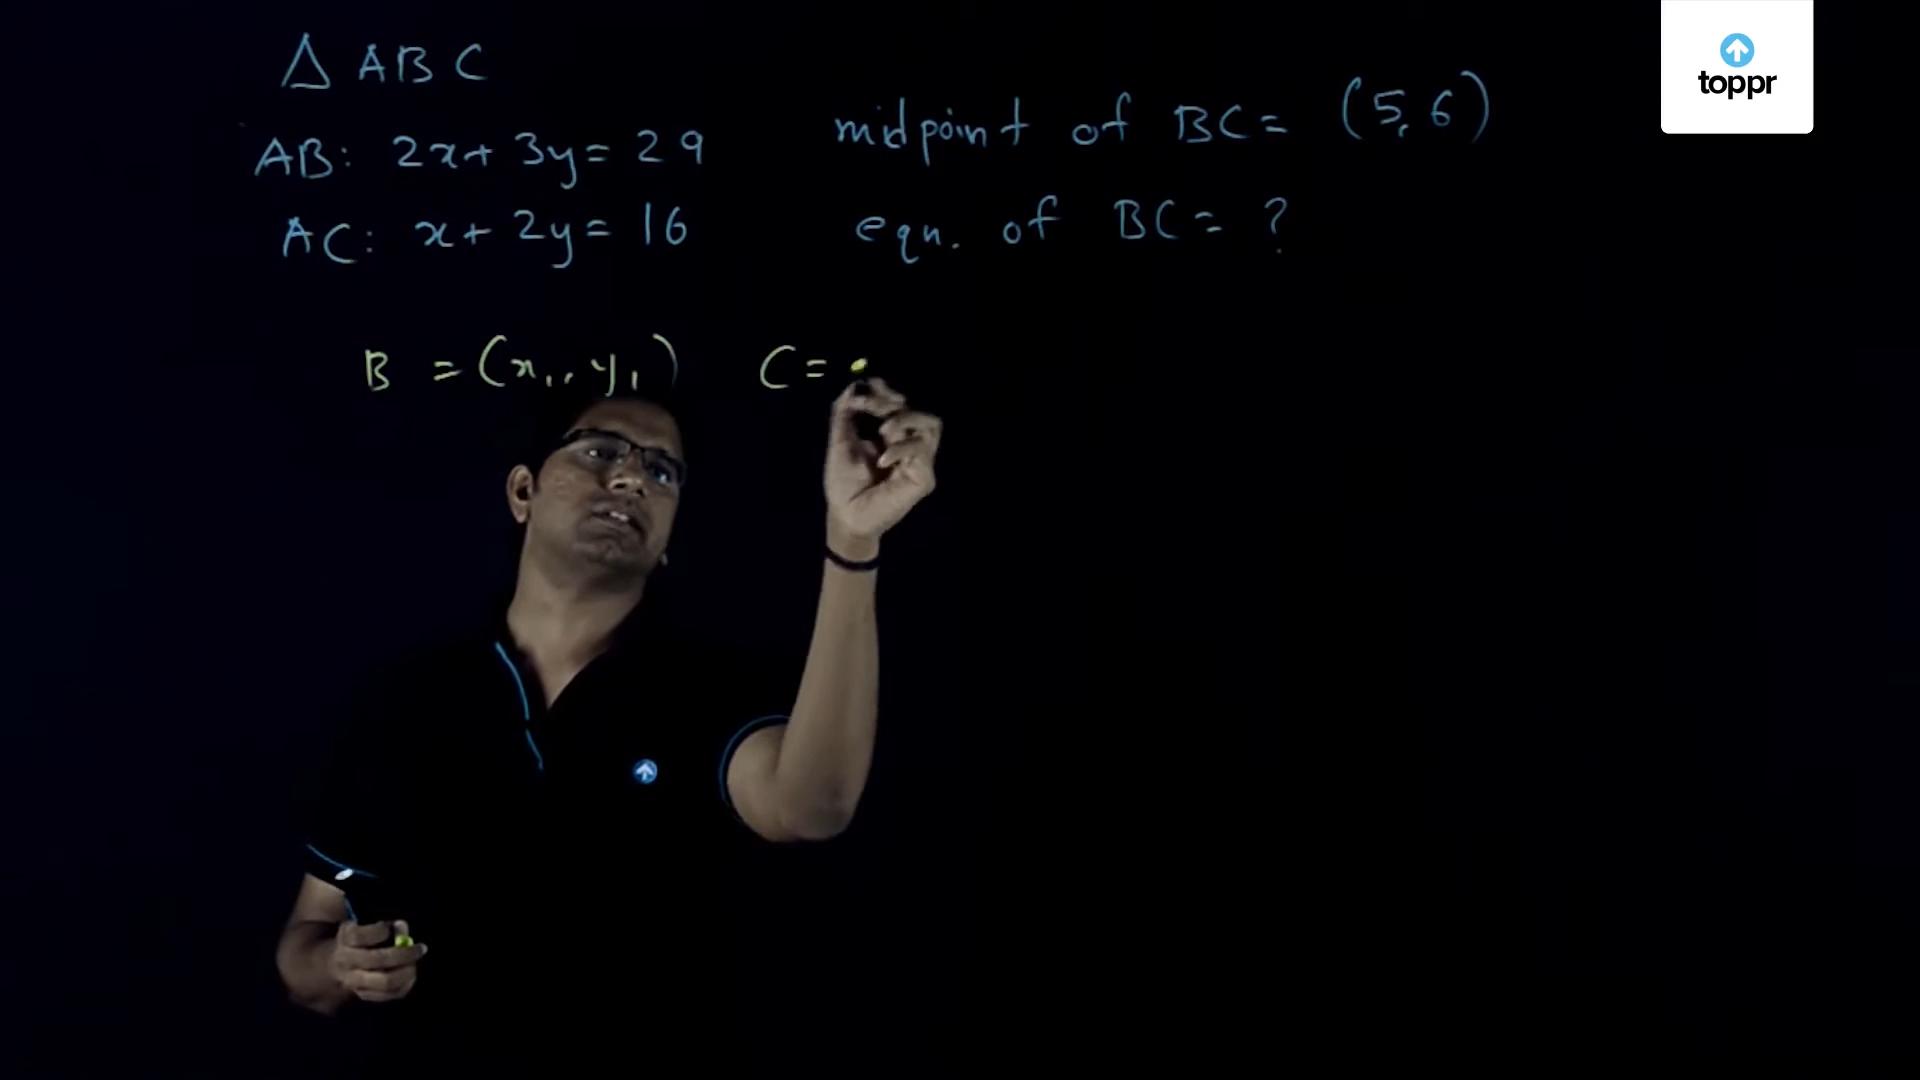 △ ABC
AB: 2x+ 3y= 29
AC: x+ 2y= 16
midpoint of BC= (5,6)
eqn. of BC= ?
B = (x₁, y₁) C=
toppr